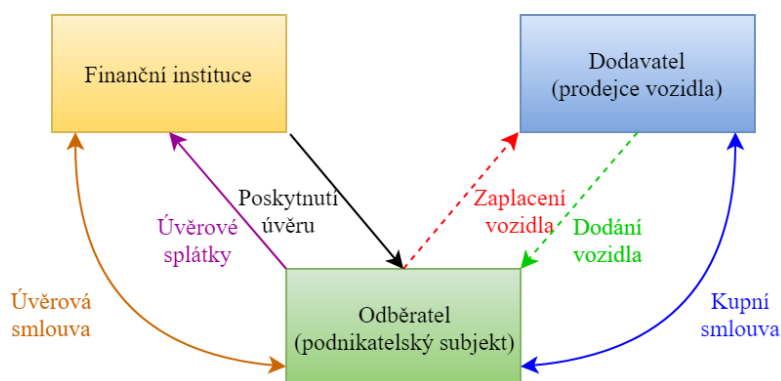 Finanční instituce
Dodavatel
(prodejce vozidla)
Poskytnutí
úvěru
Zaplacení
vozidla
Úvěrové
splátky
Dodání
vozidla
Úvěrová
smlouva
Kupní
smlouva
Odběratel
(podnikatelský subjekt)